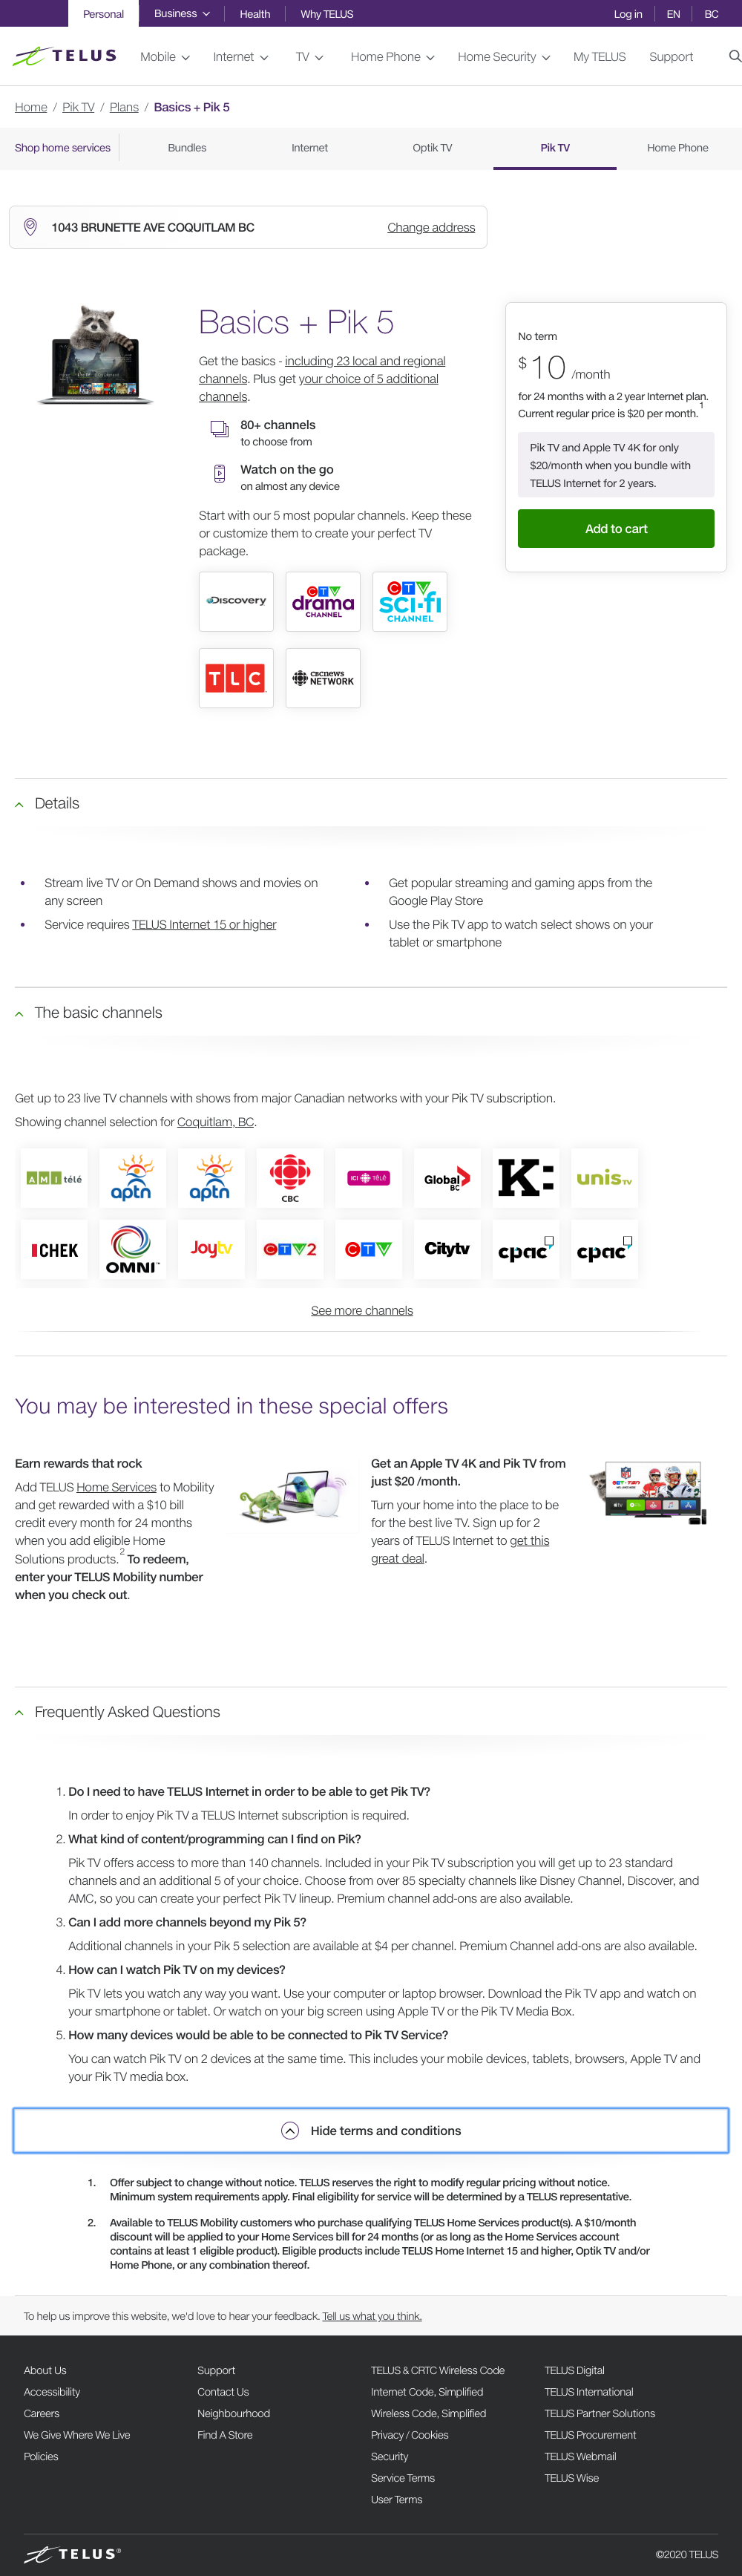 Personal
Business
Health
Why TELUS
Log in
EN
BC
TELUS
Mobile
Internet
TV
Home Phone
Home Security
My TELUS
Support
Home / Pik TV / Plans / Basics + Pik 5
Shop home services
Bundles
Internet
Optik TV
Pik TV
Home Phone
1043 BRUNETTE AVE COQUITLAM BC
Change address
Basics + Pik 5
Get the basics - including 23 local and regional
channels. Plus get your choice of 5 additional
channels.
80+ channels
to choose from
Watch on the go
on almost any device
Start with our 5 most popular channels. Keep these
or customize them to create your perfect TV
package.
Discovery
CTV drama CHANNEL
CTV sci-fi CHANNEL
TLC
CBC NEWS NETWORK
No term
$10 /month
for 24 months with a 2 year Internet plan.
Current regular price is $20 per month.1
Pik TV and Apple TV 4K for only
$20/month when you bundle with
TELUS Internet for 2 years.
Add to cart
Details
Stream live TV or On Demand shows and movies on
any screen
Service requires TELUS Internet 15 or higher
Get popular streaming and gaming apps from the
Google Play Store
Use the Pik TV app to watch select shows on your
tablet or smartphone
The basic channels
Get up to 23 live TV channels with shows from major Canadian networks with your Pik TV subscription.
Showing channel selection for Coquitlam, BC.
AMI télé
aptn
aptn
CBC
ICI TÉLÉ
Global BC
K:
unis TV
CHEK
OMNI
Joytv
CTV2
CTV
Citytv
cpac
cpac
See more channels
You may be interested in these special offers
Earn rewards that rock
Add TELUS Home Services to Mobility
and get rewarded with a $10 bill
credit every month for 24 months
when you add eligible Home
Solutions products.2 To redeem,
enter your TELUS Mobility number
when you check out.
Get an Apple TV 4K and Pik TV from
just $20 /month.
Turn your home into the place to be
for the best live TV. Sign up for 2
years of TELUS Internet to get this
great deal.
Frequently Asked Questions
1. Do I need to have TELUS Internet in order to be able to get Pik TV?
In order to enjoy Pik TV a TELUS Internet subscription is required.
2. What kind of content/programming can I find on Pik?
Pik TV offers access to more than 140 channels. Included in your Pik TV subscription you will get up to 23 standard
channels and an additional 5 of your choice. Choose from over 85 specialty channels like Disney Channel, Discover, and
AMC, so you can create your perfect Pik TV lineup. Premium channel add-ons are also available.
3. Can I add more channels beyond my Pik 5?
Additional channels in your Pik 5 selection are available at $4 per channel. Premium Channel add-ons are also available.
4. How can I watch Pik TV on my devices?
Pik TV lets you watch any way you want. Use your computer or laptop browser. Download the Pik TV app and watch on
your smartphone or tablet. Or watch on your big screen using Apple TV or the Pik TV Media Box.
5. How many devices would be able to be connected to Pik TV Service?
You can watch Pik TV on 2 devices at the same time. This includes your mobile devices, tablets, browsers, Apple TV and
your Pik TV media box.
Hide terms and conditions
1. Offer subject to change without notice. TELUS reserves the right to modify regular pricing without notice.
Minimum system requirements apply. Final eligibility for service will be determined by a TELUS representative.
2. Available to TELUS Mobility customers who purchase qualifying TELUS Home Services product(s). A $10/month
discount will be applied to your Home Services bill for 24 months (or as long as the Home Services account
contains at least 1 eligible product). Eligible products include TELUS Home Internet 15 and higher, Optik TV and/or
Home Phone, or any combination thereof.
To help us improve this website, we'd love to hear your feedback. Tell us what you think.
About Us
Accessibility
Careers
We Give Where We Live
Policies
Support
Contact Us
Neighbourhood
Find A Store
TELUS & CRTC Wireless Code
Internet Code, Simplified
Wireless Code, Simplified
Privacy / Cookies
Security
Service Terms
User Terms
TELUS Digital
TELUS International
TELUS Partner Solutions
TELUS Procurement
TELUS Webmail
TELUS Wise
TELUS®
©2020 TELUS